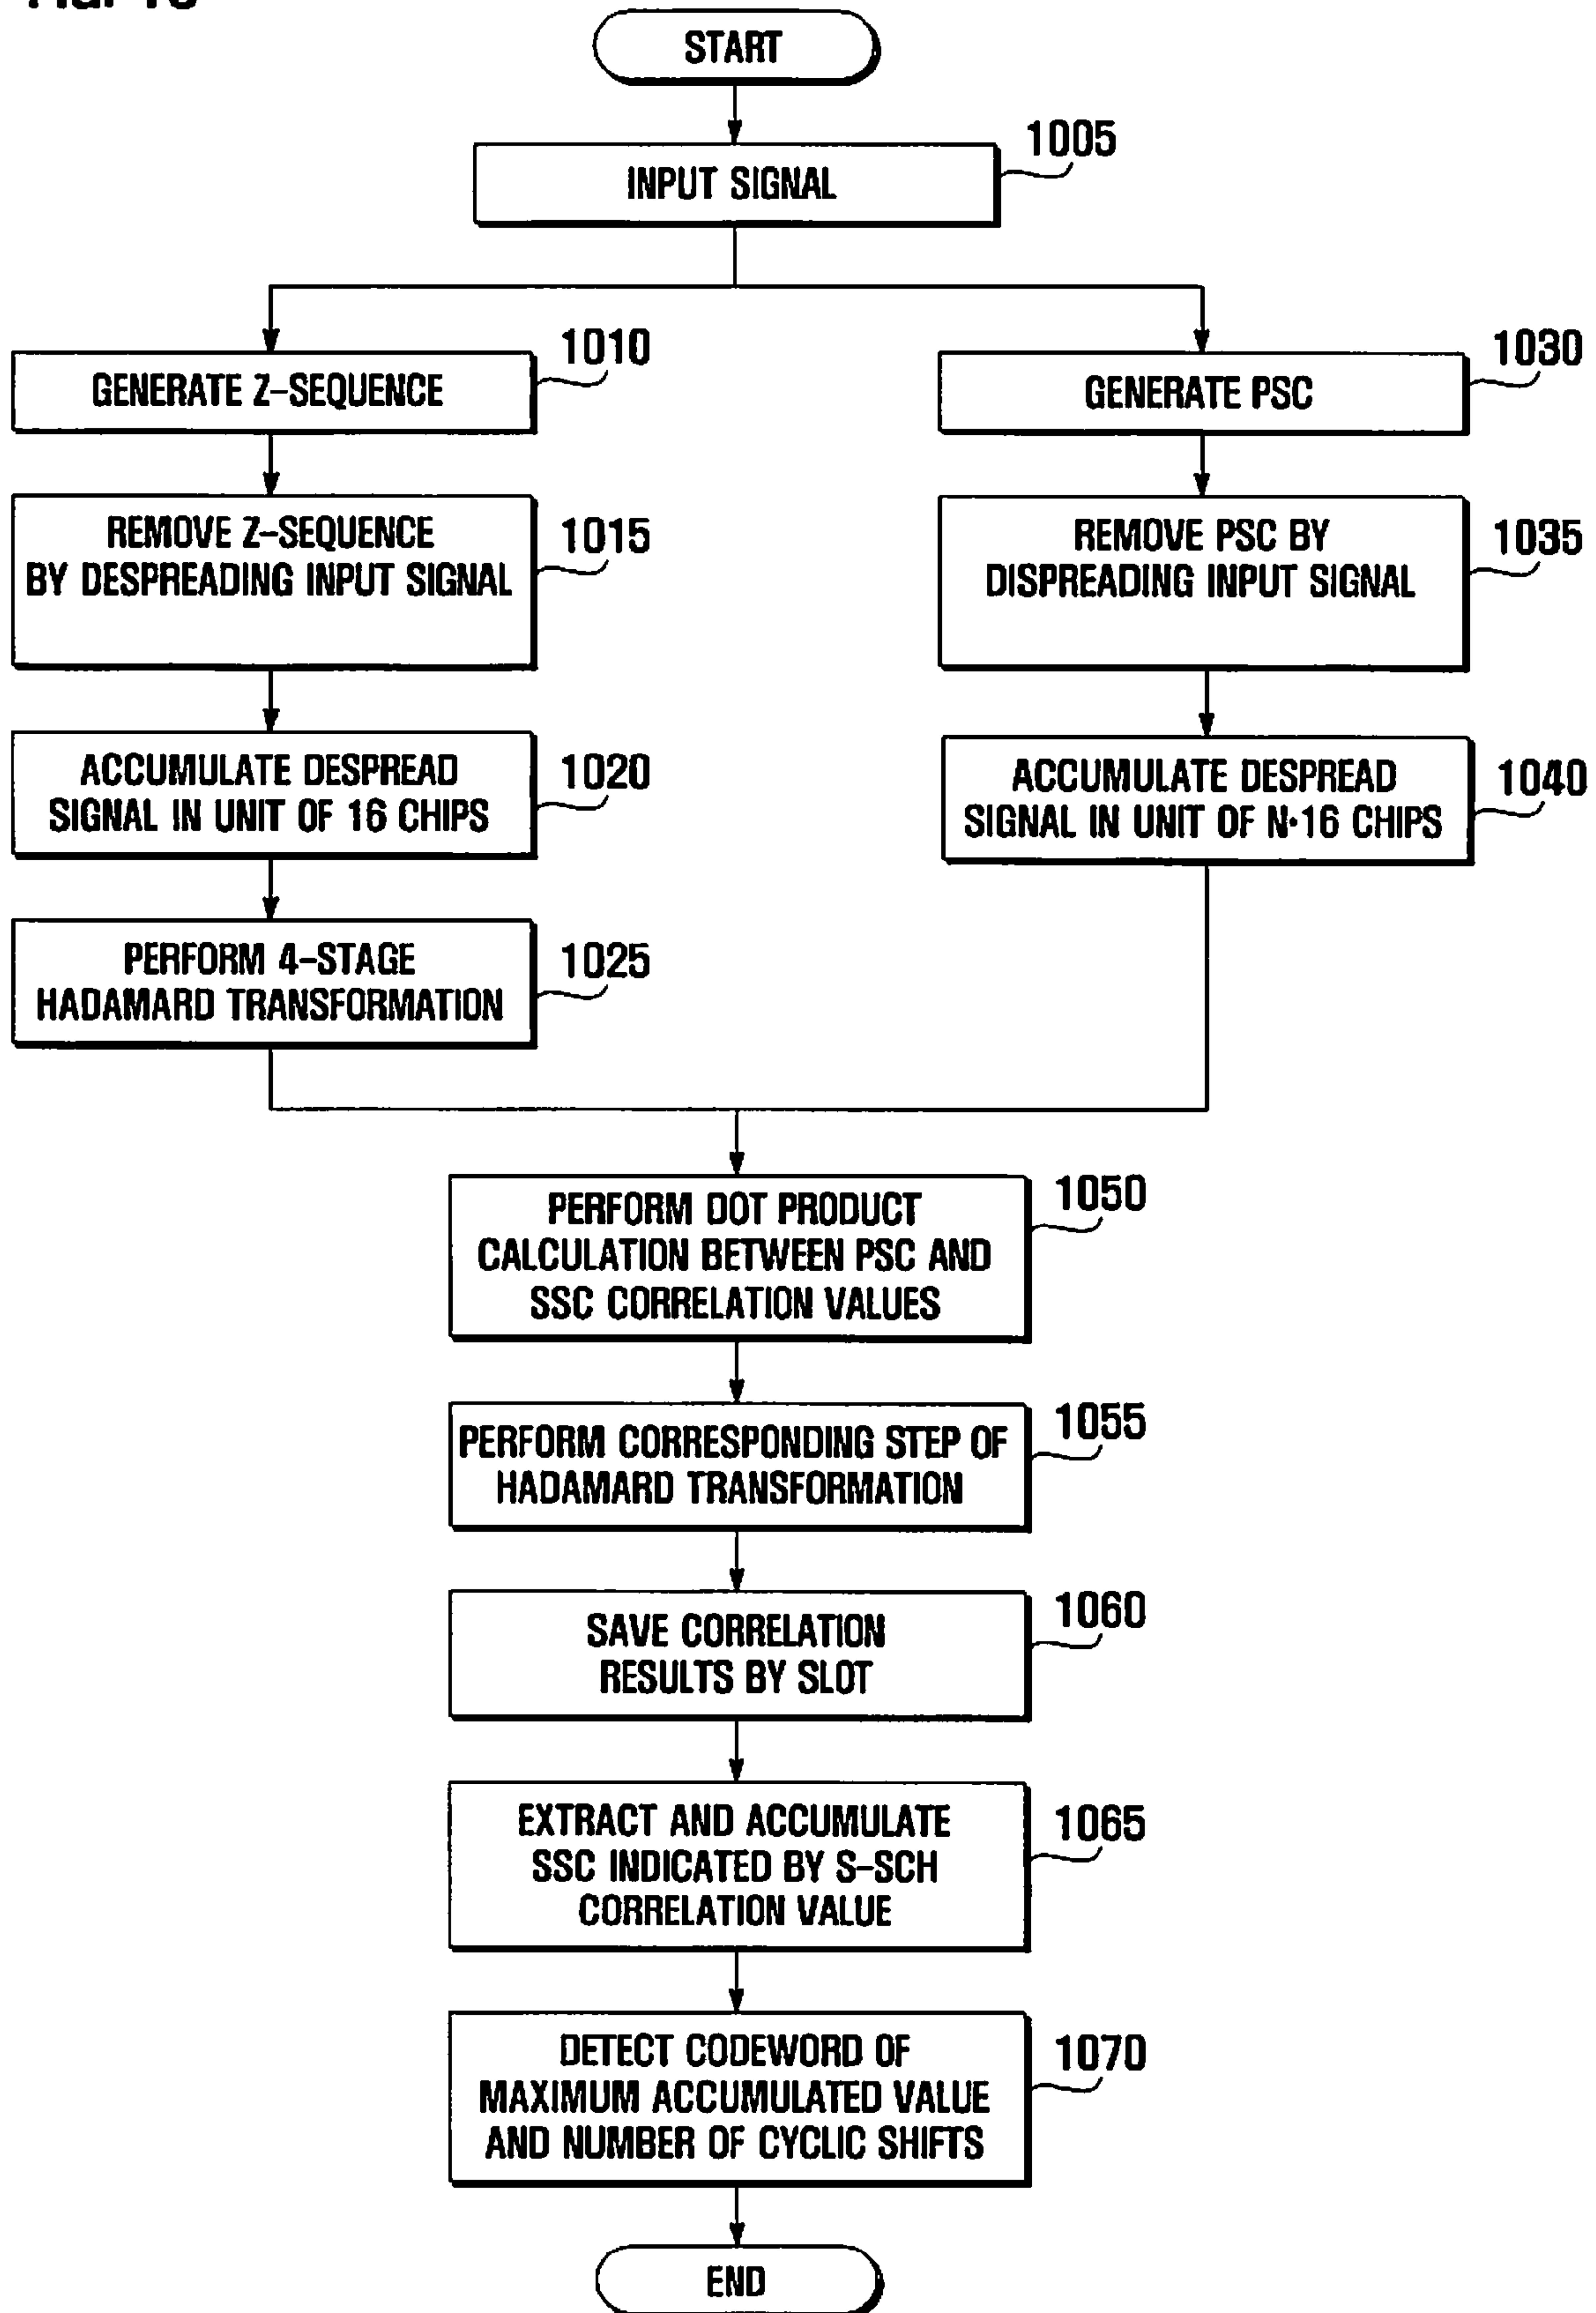 START
1005
INPUT SIGNAL
1010
GENERATE Z-SEQUENCE
1015
REMOVE Z-SEQUENCE
BY DESPREADING INPUT SIGNAL
1020
ACCUMULATE DESPREAD
SIGNAL IN UNIT OF 16 CHIPS
1025
PERFORM 4-STAGE
HADAMARD TRANSFORMATION
1030
GENERATE PSC
1035
REMOVE PSC BY
DISPREADING INPUT SIGNAL
1040
ACCUMULATE DESPREAD
SIGNAL IN UNIT OF N·16 CHIPS
1050
PERFORM DOT PRODUCT
CALCULATION BETWEEN PSC AND
SSC CORRELATION VALUES
1055
PERFORM CORRESPONDING STEP OF
HADAMARD TRANSFORMATION
1060
SAVE CORRELATION
RESULTS BY SLOT
1065
EXTRACT AND ACCUMULATE
SSC INDICATED BY S-SCH
CORRELATION VALUE
1070
DETECT CODEWORD OF
MAXIMUM ACCUMULATED VALUE
AND NUMBER OF CYCLIC SHIFTS
END